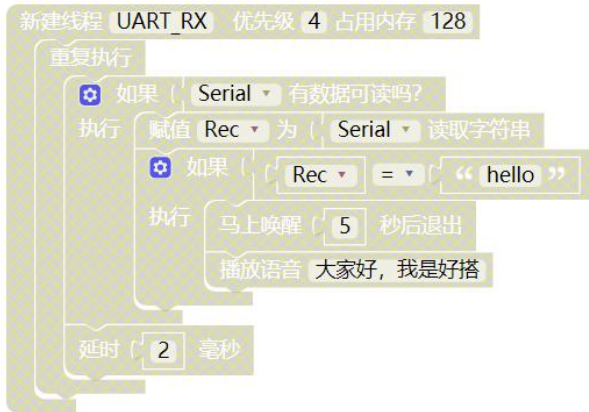 新建线程 UART_RX 优先级 4 占用内存 128
重复执行
如果 Serial 有数据可读吗?
执行 赋值 Rec 为 Serial 读取字符串
如果 Rec = “ hello ”
执行 马上唤醒 5 秒后退出
播放语音 大家好，我是好搭
延时 2 毫秒